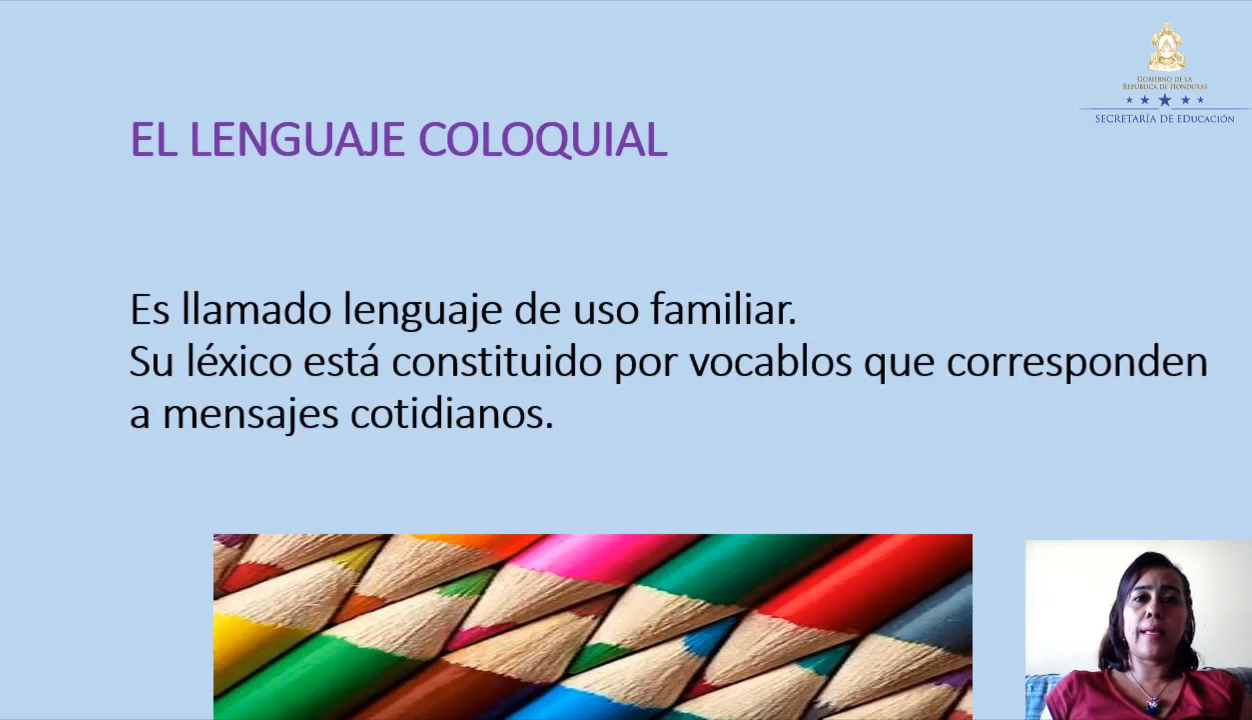 GOBIERNO DE LA
REPÚBLICA DE HONDURAS
SECRETARÍA DE EDUCACIÓN
EL LENGUAJE COLOQUIAL
Es llamado lenguaje de uso familiar.
Su léxico está constituido por vocablos que corresponden
a mensajes cotidianos.